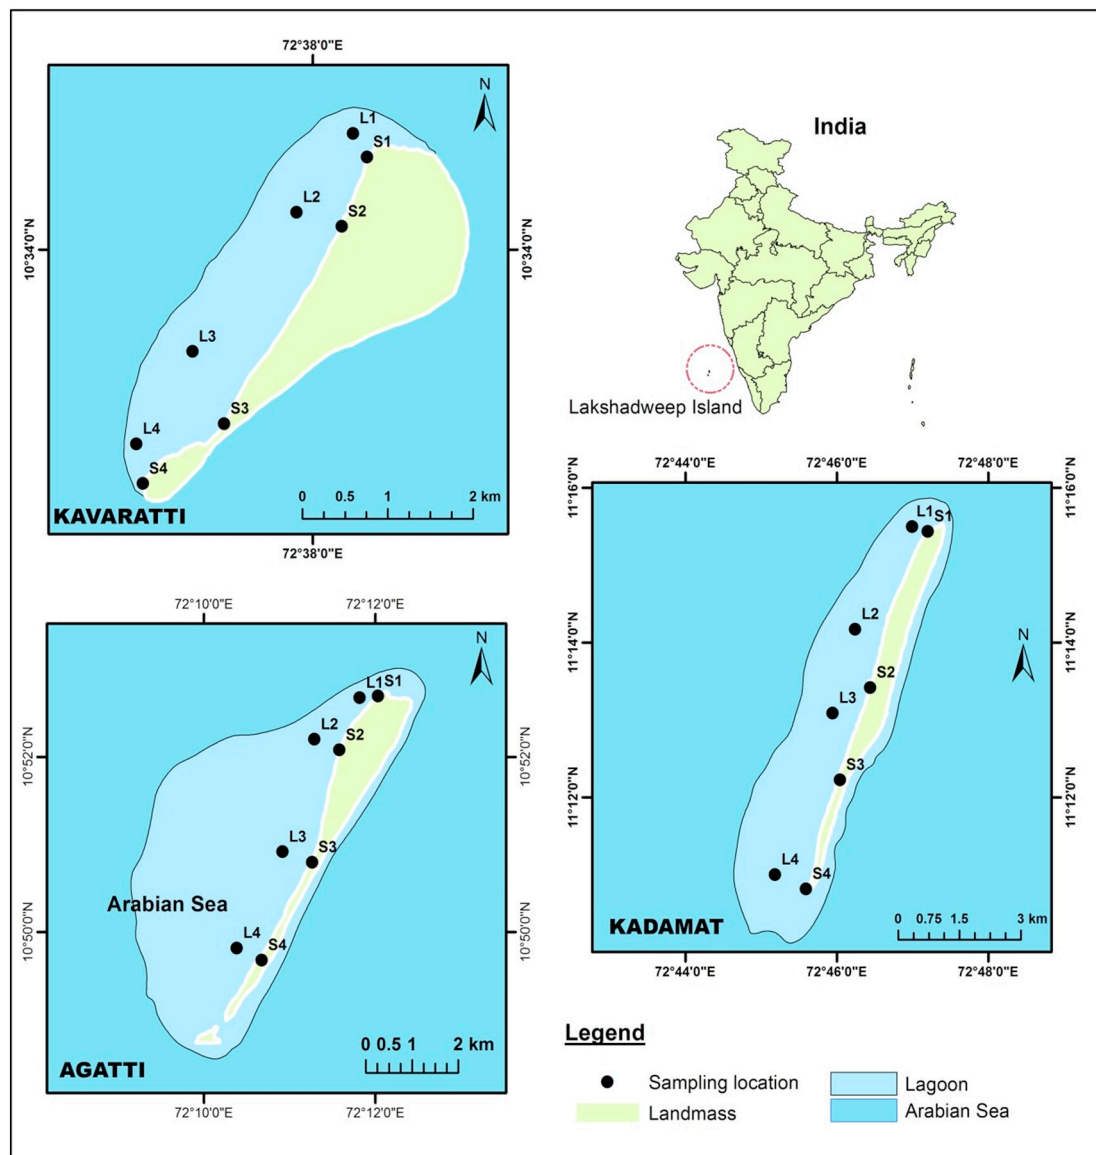 72°38'0"E
N
L1
S1
L2
S2
10°34'0"N
10°34'0"N
L3
S3
L4
S4
0 0.5 1 2 km
KAVARATTI
72°38'0"E
India
Lakshadweep Island
72°10'0"E 72°12'0"E
N
L1 S1
L2
S2
10°52'0"N
10°52'0"N
L3
S3
Arabian Sea
L4
S4
10°50'0"N
10°50'0"N
0 0.5 1 2 km
AGATTI
72°10'0"E 72°12'0"E
72°44'0"E 72°46'0"E 72°48'0"E
11°16'0"N
11°16'0"N
L1 S1
L2
11°14'0"N
11°14'0"N
N
S2
L3
S3
11°12'0"N
11°12'0"N
L4
S4
0 0.75 1.5 3 km
KADAMAT
72°44'0"E 72°46'0"E 72°48'0"E
Legend
Sampling location
Lagoon
Landmass
Arabian Sea